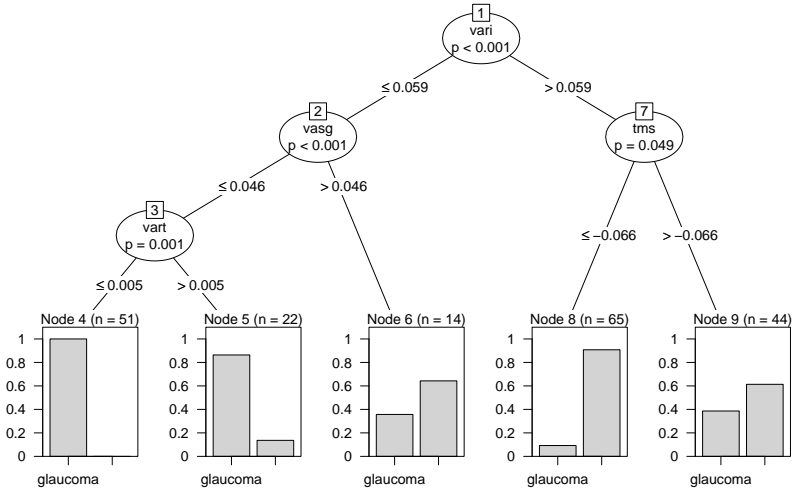 1
vari
p < 0.001
≤ 0.059
> 0.059
2
vasg
p < 0.001
7
tms
p = 0.049
≤ 0.046
> 0.046
3
vart
p = 0.001
≤ −0.066
> −0.066
≤ 0.005
> 0.005
Node 4 (n = 51)
1
0.8
0.6
0.4
0.2
0
glaucoma
Node 5 (n = 22)
1
0.8
0.6
0.4
0.2
0
glaucoma
Node 6 (n = 14)
1
0.8
0.6
0.4
0.2
0
glaucoma
Node 8 (n = 65)
1
0.8
0.6
0.4
0.2
0
glaucoma
Node 9 (n = 44)
1
0.8
0.6
0.4
0.2
0
glaucoma